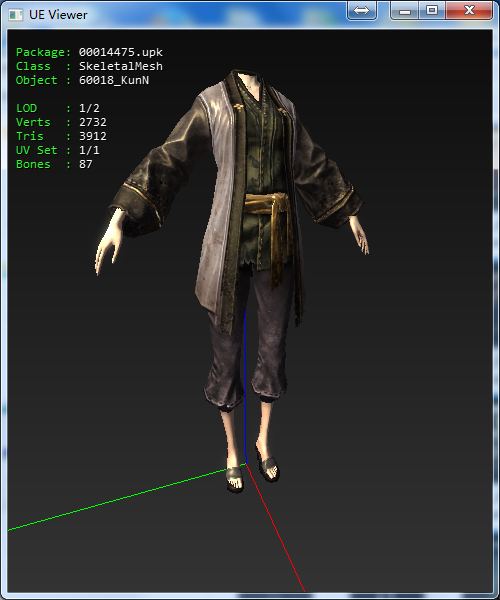 UE Viewer
Package: 00014475.upk
Class  : SkeletalMesh
Object : 60018_KunN
LOD    : 1/2
Verts  : 2732
Tris   : 3912
UV Set : 1/1
Bones  : 87